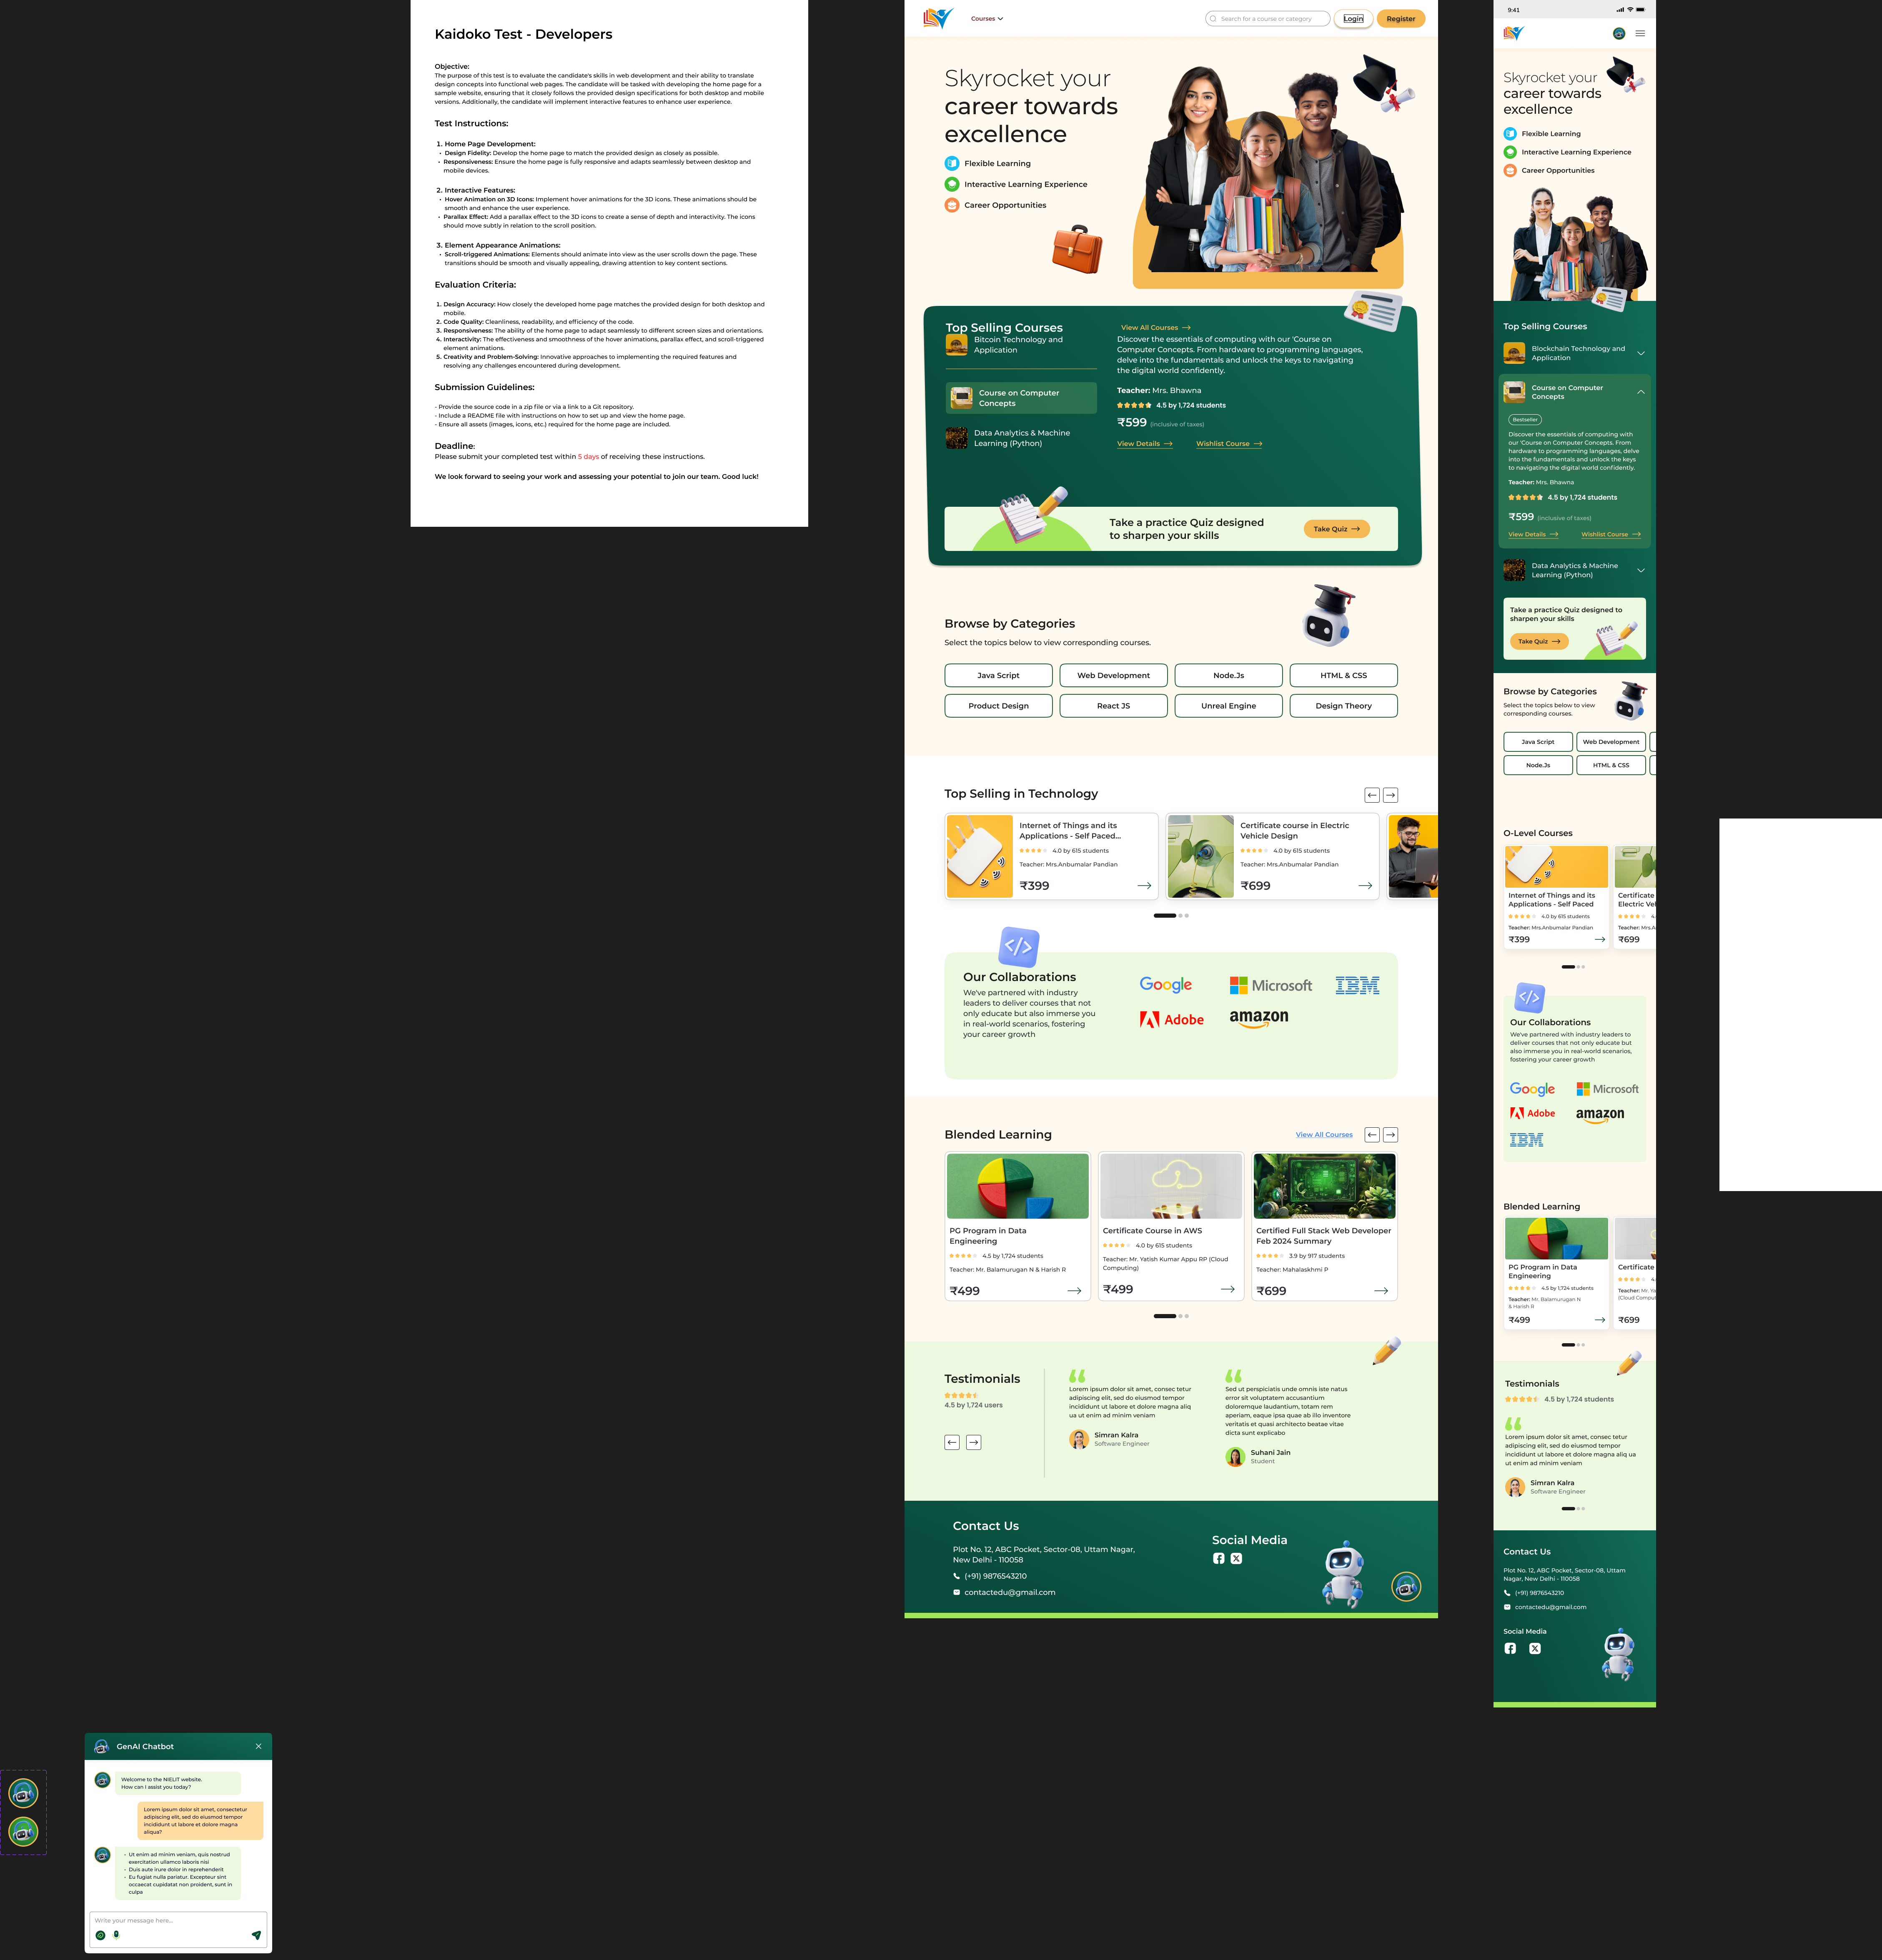 Kaidoko Test - Developers
Objective:
The purpose of this test is to evaluate the candidate's skills in web development and their ability to translate
design concepts into functional web pages. The candidate will be tasked with developing the home page for a
sample website, ensuring that it closely follows the provided design specifications for both desktop and mobile
versions. Additionally, the candidate will implement interactive features to enhance user experience.
Test Instructions:
1. Home Page Development:
• Design Fidelity: Develop the home page to match the provided design as closely as possible.
• Responsiveness: Ensure the home page is fully responsive and adapts seamlessly between desktop and
mobile devices.
2. Interactive Features:
• Hover Animation on 3D Icons: Implement hover animations for the 3D icons. These animations should be
smooth and enhance the user experience.
• Parallax Effect: Add a parallax effect to the 3D icons to create a sense of depth and interactivity. The icons
should move subtly in relation to the scroll position.
3. Element Appearance Animations:
• Scroll-triggered Animations: Elements should animate into view as the user scrolls down the page. These
transitions should be smooth and visually appealing, drawing attention to key content sections.
Evaluation Criteria:
1. Design Accuracy: How closely the developed home page matches the provided design for both desktop and
mobile.
2. Code Quality: Cleanliness, readability, and efficiency of the code.
3. Responsiveness: The ability of the home page to adapt seamlessly to different screen sizes and orientations.
4. Interactivity: The effectiveness and smoothness of the hover animations, parallax effect, and scroll-triggered
element animations.
5. Creativity and Problem-Solving: Innovative approaches to implementing the required features and
resolving any challenges encountered during development.
Submission Guidelines:
- Provide the source code in a zip file or via a link to a Git repository.
- Include a README file with instructions on how to set up and view the home page.
- Ensure all assets (images, icons, etc.) required for the home page are included.
Deadline:
Please submit your completed test within 5 days of receiving these instructions.
We look forward to seeing your work and assessing your potential to join our team. Good luck!
Courses
Search for a course or category
Login
Register
Skyrocket your
career towards
excellence
Flexible Learning
Interactive Learning Experience
Career Opportunities
Top Selling Courses
View All Courses
Bitcoin Technology and
Application
Course on Computer
Concepts
Data Analytics & Machine
Learning (Python)
Discover the essentials of computing with our 'Course on
Computer Concepts. From hardware to programming languages,
delve into the fundamentals and unlock the keys to navigating
the digital world confidently.
Teacher: Mrs. Bhawna
4.5 by 1,724 students
₹599 (inclusive of taxes)
View Details
Wishlist Course
Take a practice Quiz designed
to sharpen your skills
Take Quiz
Browse by Categories
Select the topics below to view corresponding courses.
Java Script
Web Development
Node.Js
HTML & CSS
Product Design
React JS
Unreal Engine
Design Theory
Top Selling in Technology
Internet of Things and its
Applications - Self Paced...
4.0 by 615 students
Teacher: Mrs.Anbumalar Pandian
₹399
Certificate course in Electric
Vehicle Design
4.0 by 615 students
Teacher: Mrs.Anbumalar Pandian
₹699
</>
Our Collaborations
We've partnered with industry
leaders to deliver courses that not
only educate but also immerse you
in real-world scenarios, fostering
your career growth
Google
Microsoft
IBM
Adobe
amazon
Blended Learning
View All Courses
PG Program in Data
Engineering
4.5 by 1,724 students
Teacher: Mr. Balamurugan N & Harish R
₹499
Certificate Course in AWS
4.0 by 615 students
Teacher: Mr. Yatish Kumar Appu RP (Cloud
Computing)
₹499
Certified Full Stack Web Developer
Feb 2024 Summary
3.9 by 917 students
Teacher: Mahalaskhmi P
₹699
Testimonials
4.5 by 1,724 users
Lorem ipsum dolor sit amet, consec tetur
adipiscing elit, sed do eiusmod tempor
incididunt ut labore et dolore magna aliq
ua ut enim ad minim veniam
Simran Kalra
Software Engineer
Sed ut perspiciatis unde omnis iste natus
error sit voluptatem accusantium
doloremque laudantium, totam rem
aperiam, eaque ipsa quae ab illo inventore
veritatis et quasi architecto beatae vitae
dicta sunt explicabo
Suhani Jain
Student
Contact Us
Plot No. 12, ABC Pocket, Sector-08, Uttam Nagar,
New Delhi - 110058
(+91) 9876543210
contactedu@gmail.com
Social Media
9:41
Skyrocket your
career towards
excellence
Flexible Learning
Interactive Learning Experience
Career Opportunities
Top Selling Courses
Blockchain Technology and
Application
Course on Computer
Concepts
Bestseller
Discover the essentials of computing with
our 'Course on Computer Concepts. From
hardware to programming languages, delve
into the fundamentals and unlock the keys
to navigating the digital world confidently.
Teacher: Mrs. Bhawna
4.5 by 1,724 students
₹599 (inclusive of taxes)
View Details
Wishlist Course
Data Analytics & Machine
Learning (Python)
Take a practice Quiz designed to
sharpen your skills
Take Quiz
Browse by Categories
Select the topics below to view
corresponding courses.
Java Script
Web Development
Node.Js
HTML & CSS
O-Level Courses
Internet of Things and its
Applications - Self Paced
4.0 by 615 students
Teacher: Mrs.Anbumalar Pandian
₹399
Certificate
Electric Vel
4.
Teacher: Mrs.A
₹699
</>
Our Collaborations
We've partnered with industry leaders to
deliver courses that not only educate but
also immerse you in real-world scenarios,
fostering your career growth
Google
Microsoft
Adobe
amazon
IBM
Blended Learning
PG Program in Data
Engineering
4.5 by 1,724 students
Teacher: Mr. Balamurugan N
& Harish R
₹499
Certificate
4.
Teacher: Mr. Ya
(Cloud Comput
₹699
Testimonials
4.5 by 1,724 students
Lorem ipsum dolor sit amet, consec tetur
adipiscing elit, sed do eiusmod tempor
incididunt ut labore et dolore magna aliq ua
ut enim ad minim veniam
Simran Kalra
Software Engineer
Contact Us
Plot No. 12, ABC Pocket, Sector-08, Uttam
Nagar, New Delhi - 110058
(+91) 9876543210
contactedu@gmail.com
Social Media
GenAI Chatbot
Welcome to the NIELIT website.
How can I assist you today?
Lorem ipsum dolor sit amet, consectetur
adipiscing elit, sed do eiusmod tempor
incididunt ut labore et dolore magna
aliqua?
• Ut enim ad minim veniam, quis nostrud
exercitation ullamco laboris nisi
• Duis aute irure dolor in reprehenderit
• Eu fugiat nulla pariatur. Excepteur sint
occaecat cupidatat non proident, sunt in
culpa
Write your message here...